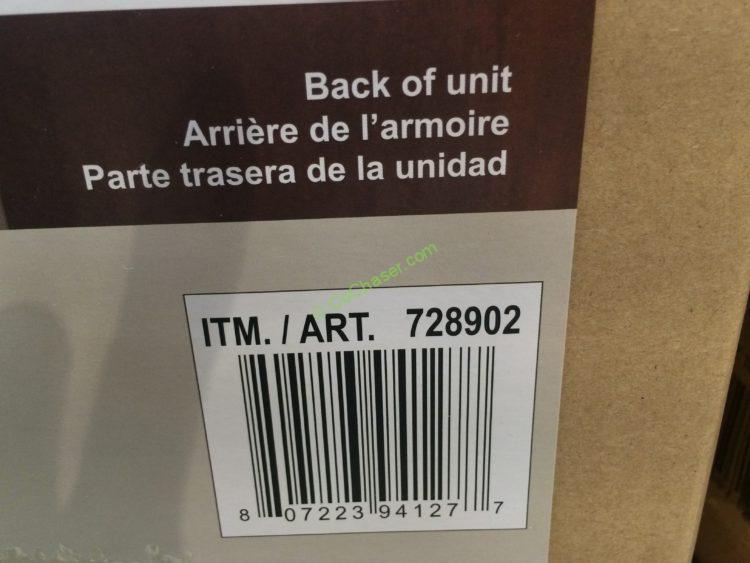 Back of unit
Arrière de l'armoire
Parte trasera de la unidad
CoChaser.com
ITM. / ART. 728902
8 07223 94127 7